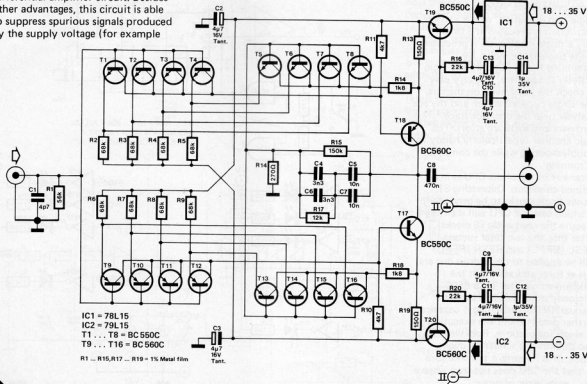 ther advantages, this circuit is able
o suppress spurious signals produced
y the supply voltage (for example
C2
4µ7
16V
Tant.
T19
BC550C
IC1
18...35 V
+
R11
4k7
R13
150Ω
R16
22k
C13
4µ7/16V
Tant.
C14
1µ
35V
Tant.
C10
4µ7
16V
Tant.
T1
T2
T3
T4
T5
T6
T7
T8
R14
1k8
T18
BC560C
R2
68k
R3
68k
R4
68k
R5
68k
R15
150k
R14
270Ω
C4
3n3
C5
10n
C6
3n3
C7
10n
R17
12k
C8
470n
C1
4p7
R1
56k
II
0
R6
68k
R7
68k
R8
68k
R9
68k
T17
BC550C
R18
1k8
T9
T10
T11
T12
T13
T14
T15
T16
R10
4k7
R19
150Ω
R20
22k
C9
4µ7/16V
Tant.
C11
4µ7/16V
Tant.
C12
1µ/35V
Tant.
C3
4µ7
16V
Tant.
T20
BC560C
IC2
18...35 V
II
IC1 = 78L15
IC2 = 79L15
T1 ... T8 = BC 550C
T9 ... T16 = BC 560C
R1 ... R15,R17 ... R19 = 1% Metal film